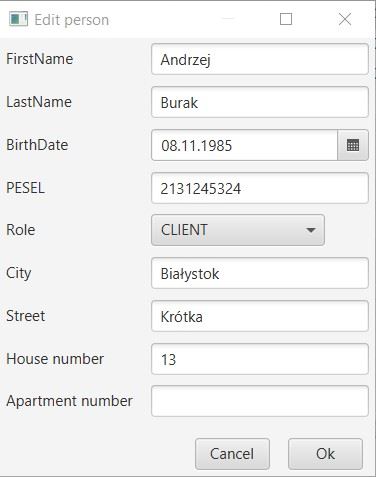 Edit person
FirstName Andrzej
LastName Burak
BirthDate 08.11.1985
PESEL 2131245324
Role CLIENT
City Białystok
Street Krótka
House number 13
Apartment number
Cancel Ok